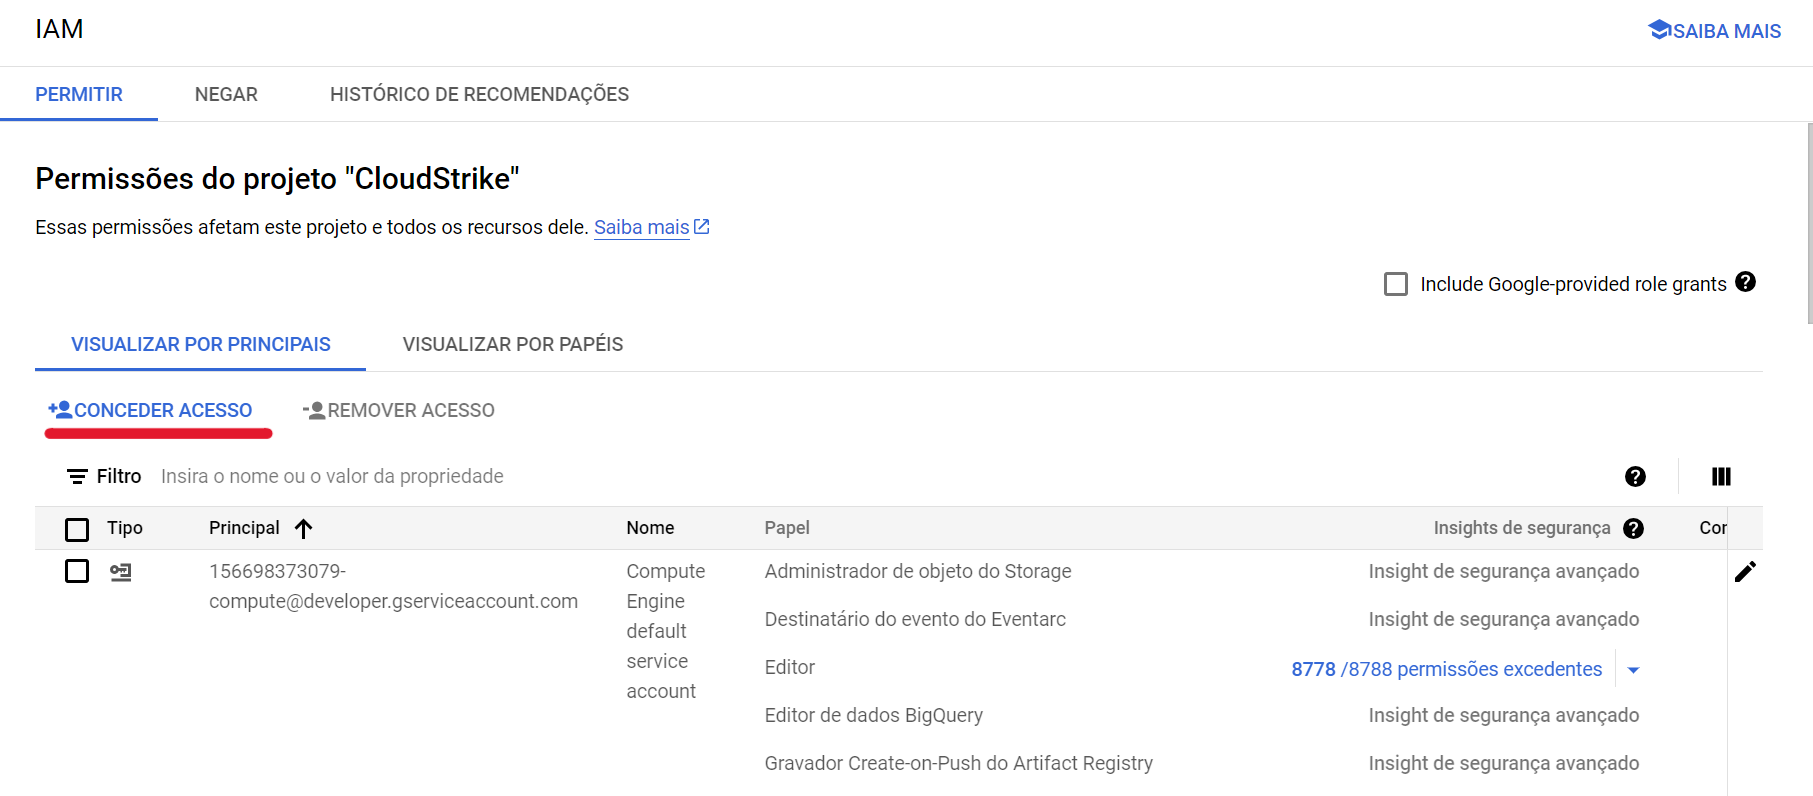 IAM
SAIBA MAIS
PERMITIR NEGAR HISTÓRICO DE RECOMENDAÇÕES
Permissões do projeto "CloudStrike"
Essas permissões afetam este projeto e todos os recursos dele. Saiba mais
Include Google-provided role grants
VISUALIZAR POR PRINCIPAIS VISUALIZAR POR PAPÉIS
CONCEDER ACESSO REMOVER ACESSO
Filtro Insira o nome ou o valor da propriedade
Tipo Principal Nome Papel Insights de segurança Cor
156698373079-
compute@developer.gserviceaccount.com
Compute
Engine
default
service
account
Administrador de objeto do Storage Insight de segurança avançado
Destinatário do evento do Eventarc Insight de segurança avançado
Editor 8778 /8788 permissões excedentes
Editor de dados BigQuery Insight de segurança avançado
Gravador Create-on-Push do Artifact Registry Insight de segurança avançado